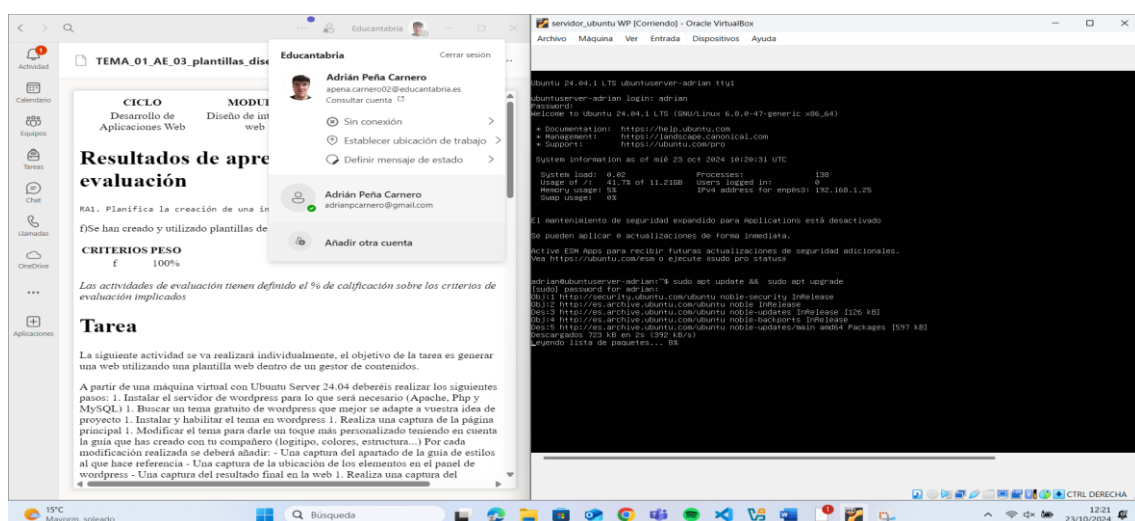 Educantabria
Actividad
Calendario
Equipos
Tareas
Chat
Llamadas
OneDrive
Aplicaciones
TEMA_01_AE_03_plantillas_dise
CICLO MODUL
Desarrollo de Diseño de int
Aplicaciones Web web
Resultados de apre
evaluación
RA1. Planifica la creación de una in
f)Se han creado y utilizado plantillas de
CRITERIOS PESO
f 100%
Las actividades de evaluación tienen definido el % de calificación sobre los criterios de
evaluación implicados
Tarea
La siguiente actividad se va realizará individualmente, el objetivo de la tarea es generar
una web utilizando una plantilla web dentro de un gestor de contenidos.
A partir de una máquina virtual con Ubuntu Server 24.04 deberéis realizar los siguientes
pasos: 1. Instalar el servidor de wordpress para lo que será necesario (Apache, Php y
MySQL) 1. Buscar un tema gratuito de wordpress que mejor se adapte a vuestra idea de
proyecto 1. Instalar y habilitar el tema en wordpress 1. Realiza una captura de la página
principal 1. Modificar el tema para darle un toque más personalizado teniendo en cuenta
la guía que has creado con tu compañero (logitipo, colores, estructura...) Por cada
modificación realizada se deberá añadir: - Una captura del apartado de la guía de estilos
al que hace referencia - Una captura de la ubicación de los elementos en el panel de
wordpress - Una captura del resultado final en la web 1. Realiza una captura del
Educantabria Cerrar sesión
Adrián Peña Carnero
apena.carnero02@educantabria.es
Consultar cuenta
Sin conexión
Establecer ubicación de trabajo
Definir mensaje de estado
Adrián Peña Carnero
adrianpcarnero@gmail.com
Añadir otra cuenta
servidor_ubuntu WP [Corriendo] - Oracle VirtualBox
Archivo Máquina Ver Entrada Dispositivos Ayuda
Ubuntu 24.04.1 LTS ubuntuserver-adrian tty1
ubuntuserver-adrian login: adrian
Password:
Welcome to Ubuntu 24.04.1 LTS (GNU/Linux 6.8.0-47-generic x86_64)
* Documentation: https://help.ubuntu.com
* Management: https://landscape.canonical.com
* Support: https://ubuntu.com/pro
System information as of mié 23 oct 2024 10:20:31 UTC
System load: 0.02 Processes: 138
Usage of /: 41.7% of 11.21GB Users logged in: 0
Memory usage: 5% IPv4 address for enp0s3: 192.168.1.25
Swap usage: 0%
El mantenimiento de seguridad expandido para Applications está desactivado
Se pueden aplicar 0 actualizaciones de forma inmediata.
Active ESM Apps para recibir futuras actualizaciones de seguridad adicionales.
Vea https://ubuntu.com/esm o ejecute «sudo pro status»
adrian@ubuntuserver-adrian:~$ sudo apt update && sudo apt upgrade
[sudo] password for adrian:
Obj:1 http://security.ubuntu.com/ubuntu noble-security InRelease
Obj:2 http://es.archive.ubuntu.com/ubuntu noble InRelease
Des:3 http://es.archive.ubuntu.com/ubuntu noble-updates InRelease [126 kB]
Obj:4 http://es.archive.ubuntu.com/ubuntu noble-backports InRelease
Des:5 http://es.archive.ubuntu.com/ubuntu noble-updates/main amd64 Packages [597 kB]
Descargados 723 kB en 2s (392 kB/s)
Leyendo lista de paquetes... 0%
CTRL DERECHA
15°C
Mayorm. soleado
Búsqueda
12:21
23/10/2024